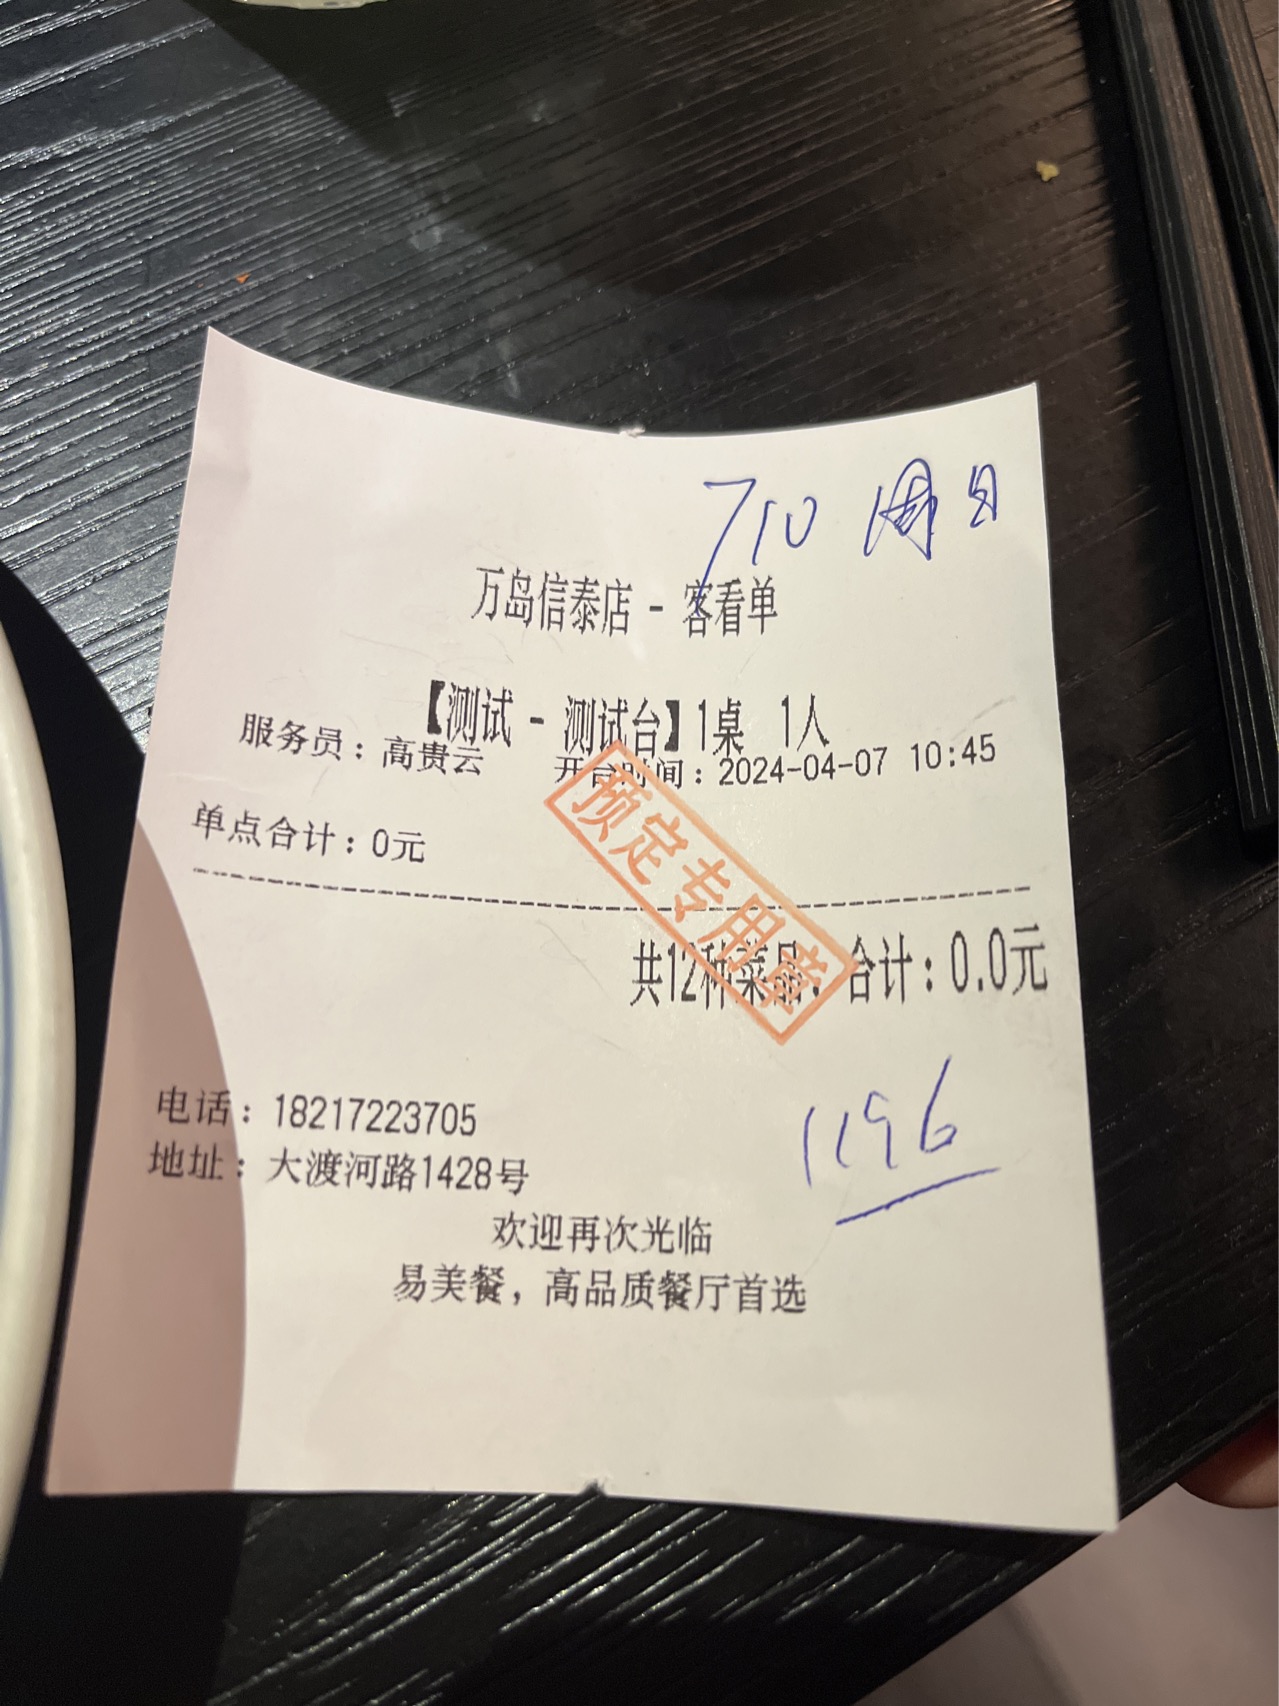 710 周日
万岛信泰店 - 客看单
【测试 - 测试台】1桌 1人
服务员：高贵云 开台时间：2024-04-07 10:45
单点合计：0元
预定专用章
共12种菜品, 合计：0.0元
1196
电话：18217223705
地址：大渡河路1428号
欢迎再次光临
易美餐，高品质餐厅首选